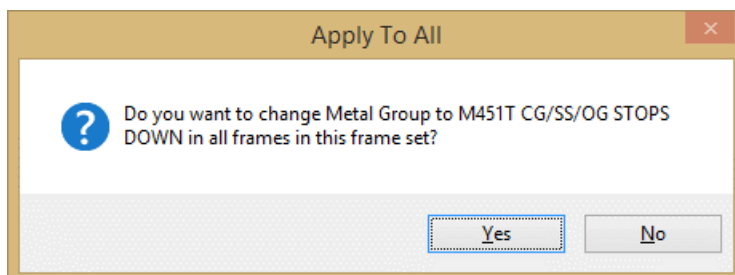 Apply To All
Do you want to change Metal Group to M451T CG/SS/OG STOPS
DOWN in all frames in this frame set?
Yes
No